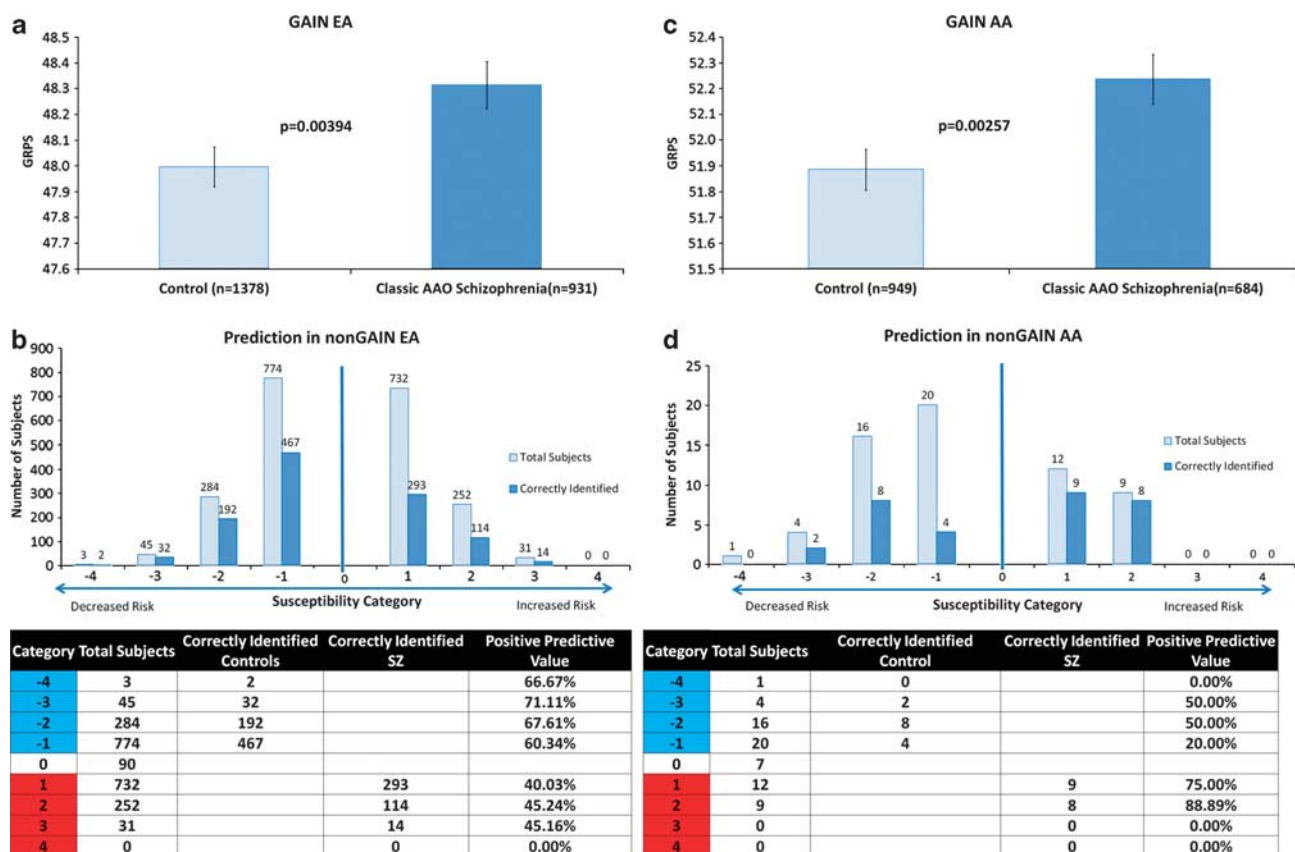 a
GAIN EA
48.5
48.4
48.3
48.2
48.1
48.0
47.9
47.8
47.7
47.6
GRPS
p=0.00394
Control (n=1378)
Classic AAO Schizophrenia(n=931)
c
GAIN AA
52.4
52.3
52.2
52.1
52.0
51.9
51.8
51.7
51.6
51.5
GRPS
p=0.00257
Control (n=949)
Classic AAO Schizophrenia(n=684)
b
Prediction in nonGAIN EA
900
800
700
600
500
400
300
200
100
0
Number of Subjects
3 2
45 32
284 192
774 467
732 293
252 114
31 14
0 0
Total Subjects
Correctly Identified
-4 -3 -2 -1 0 1 2 3 4
Decreased Risk Susceptibility Category Increased Risk
d
Prediction in nonGAIN AA
25
20
15
10
5
0
Number of Subjects
1 0
4 2
16 8
20 4
12 9
9 8
0 0
0 0
Total Subjects
Correctly Identified
-4 -3 -2 -1 0 1 2 3 4
Decreased Risk Susceptibility Category Increased Risk
Category Total Subjects Correctly Identified Controls Correctly Identified SZ Positive Predictive Value
-4 3 2 66.67%
-3 45 32 71.11%
-2 284 192 67.61%
-1 774 467 60.34%
0 90
1 732 293 40.03%
2 252 114 45.24%
3 31 14 45.16%
4 0 0 0.00%
Category Total Subjects Correctly Identified Control Correctly Identified SZ Positive Predictive Value
-4 1 0 0.00%
-3 4 2 50.00%
-2 16 8 50.00%
-1 20 4 20.00%
0 7
1 12 9 75.00%
2 9 8 88.89%
3 0 0 0.00%
4 0 0 0.00%